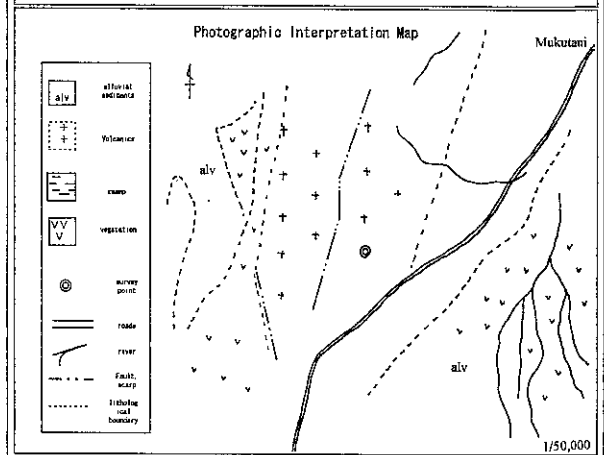 Photographic Interpretation Map
Mukutani
alv
alluvial
sediments
Volcanics
swamp
vegetation
survey
point
roads
river
Fault,
scarp
litholog
ical
boundary
alv
alv
1/50,000